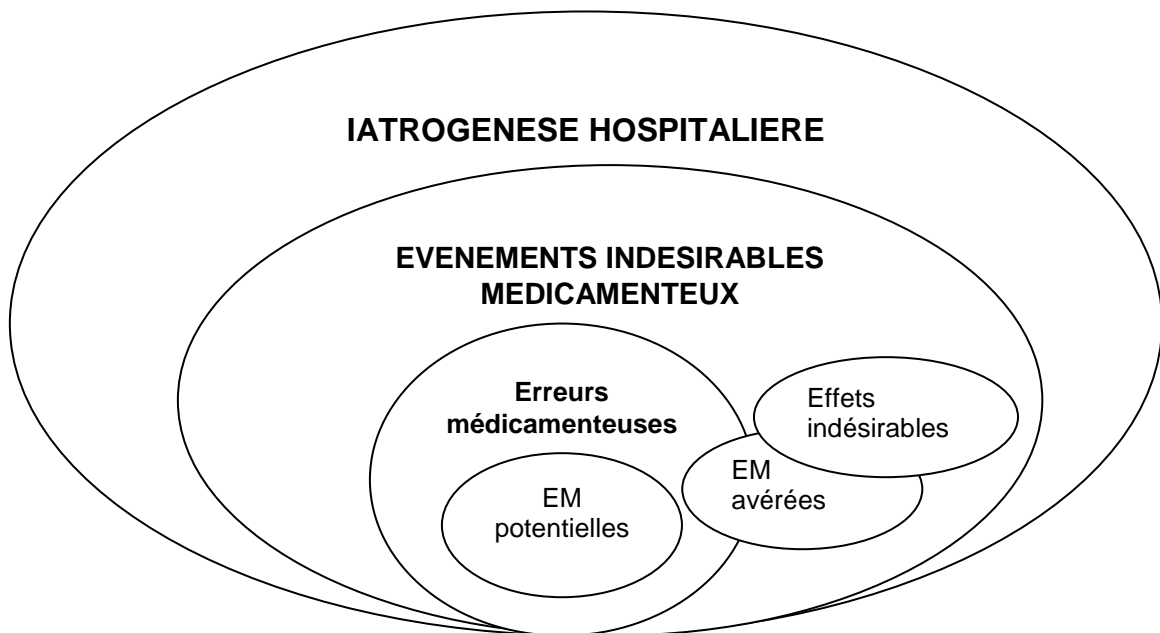 IATROGENESE HOSPITALIERE
EVENEMENTS INDESIRABLES
MEDICAMENTEUX
Erreurs
médicamenteuses
Effets
indésirables
EM
avérées
EM
potentielles